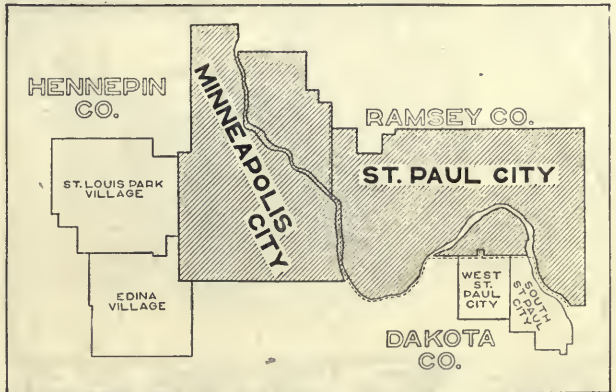 HENNEPIN
CO.
MINNEAPOLIS
CITY
RAMSEY CO.
ST. PAUL CITY
ST. LOUIS PARK
VILLAGE
EDINA
VILLAGE
WEST
ST.
PAUL
CITY
SOUTH
ST. PAUL
CITY
DAKOTA
CO.